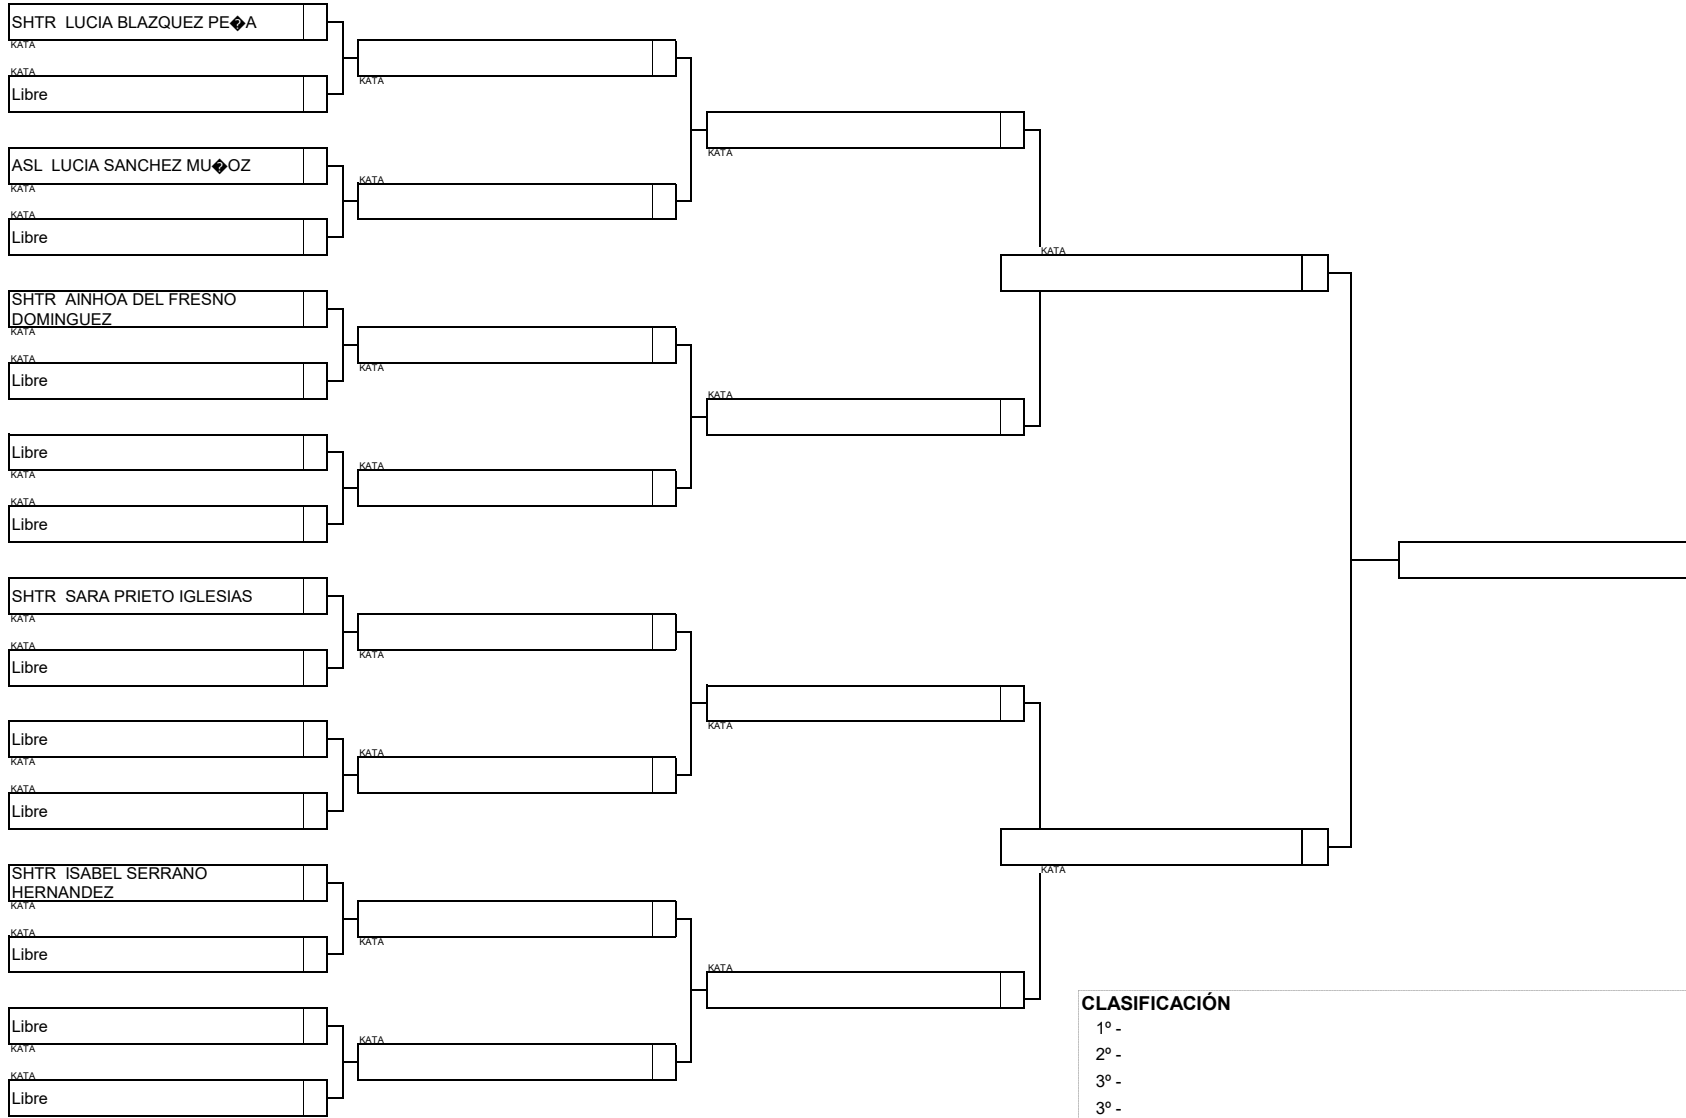 SHTR LUCIA BLAZQUEZ PE�A
KATA
KATA
Libre
ASL LUCIA SANCHEZ MU�OZ
KATA
KATA
Libre
SHTR AINHOA DEL FRESNO
DOMINGUEZ
KATA
KATA
Libre
Libre
KATA
KATA
Libre
SHTR SARA PRIETO IGLESIAS
KATA
KATA
Libre
Libre
KATA
KATA
Libre
SHTR ISABEL SERRANO
HERNANDEZ
KATA
KATA
Libre
Libre
KATA
KATA
Libre
KATA
KATA
KATA
KATA
KATA
KATA
KATA
KATA
KATA
KATA
KATA
KATA
KATA
KATA
CLASIFICACIÓN
1º -
2º -
3º -
3º -